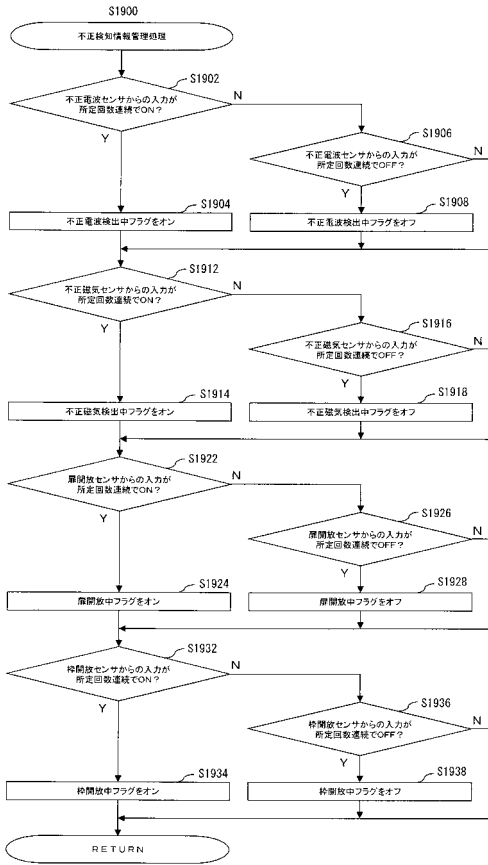 S1900
不正検知情報管理処理
S1902
不正電波センサからの入力が
所定回数連続でON?
N
Y
S1906
不正電波センサからの入力が
所定回数連続でOFF?
N
Y
S1904
不正電波検出中フラグをオン
S1908
不正電波検出中フラグをオフ
S1912
不正磁気センサからの入力が
所定回数連続でON?
N
Y
S1916
不正磁気センサからの入力が
所定回数連続でOFF?
N
Y
S1914
不正磁気検出中フラグをオン
S1918
不正磁気検出中フラグをオフ
S1922
扉開放センサからの入力が
所定回数連続でON?
N
Y
S1926
扉開放センサからの入力が
所定回数連続でOFF?
N
Y
S1924
扉開放中フラグをオン
S1928
扉開放中フラグをオフ
S1932
枠開放センサからの入力が
所定回数連続でON?
N
Y
S1936
枠開放センサからの入力が
所定回数連続でOFF?
N
Y
S1934
枠開放中フラグをオン
S1938
枠開放中フラグをオフ
RETURN